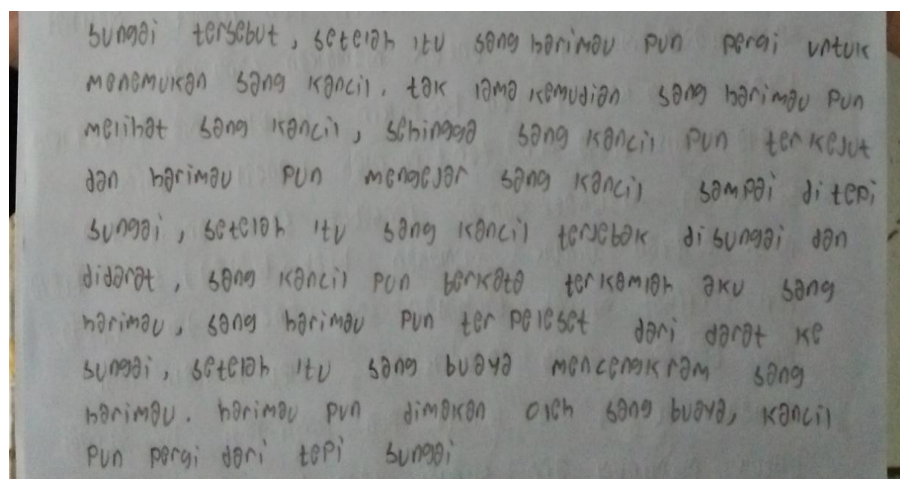 sungai tersebut, setelah itu sang harimau pun pergi untuk
menemukan sang kancil. tak lama kemudian sang harimau pun
melihat sang kancil, sehingga sang kancil pun terkejut
dan harimau pun mengejar sang kancil sampai di tepi
sungai, setelah itu sang kancil terjebak di sungai dan
didarat, sang kancil pun berkata terkamlah aku sang
harimau, sang harimau pun ter peleset dari darat ke
sungai, setelah itu sang buaya mencengkram sang
harimau. harimau pun dimakan oleh sang buaya, kancil
pun pergi dari tepi sungai